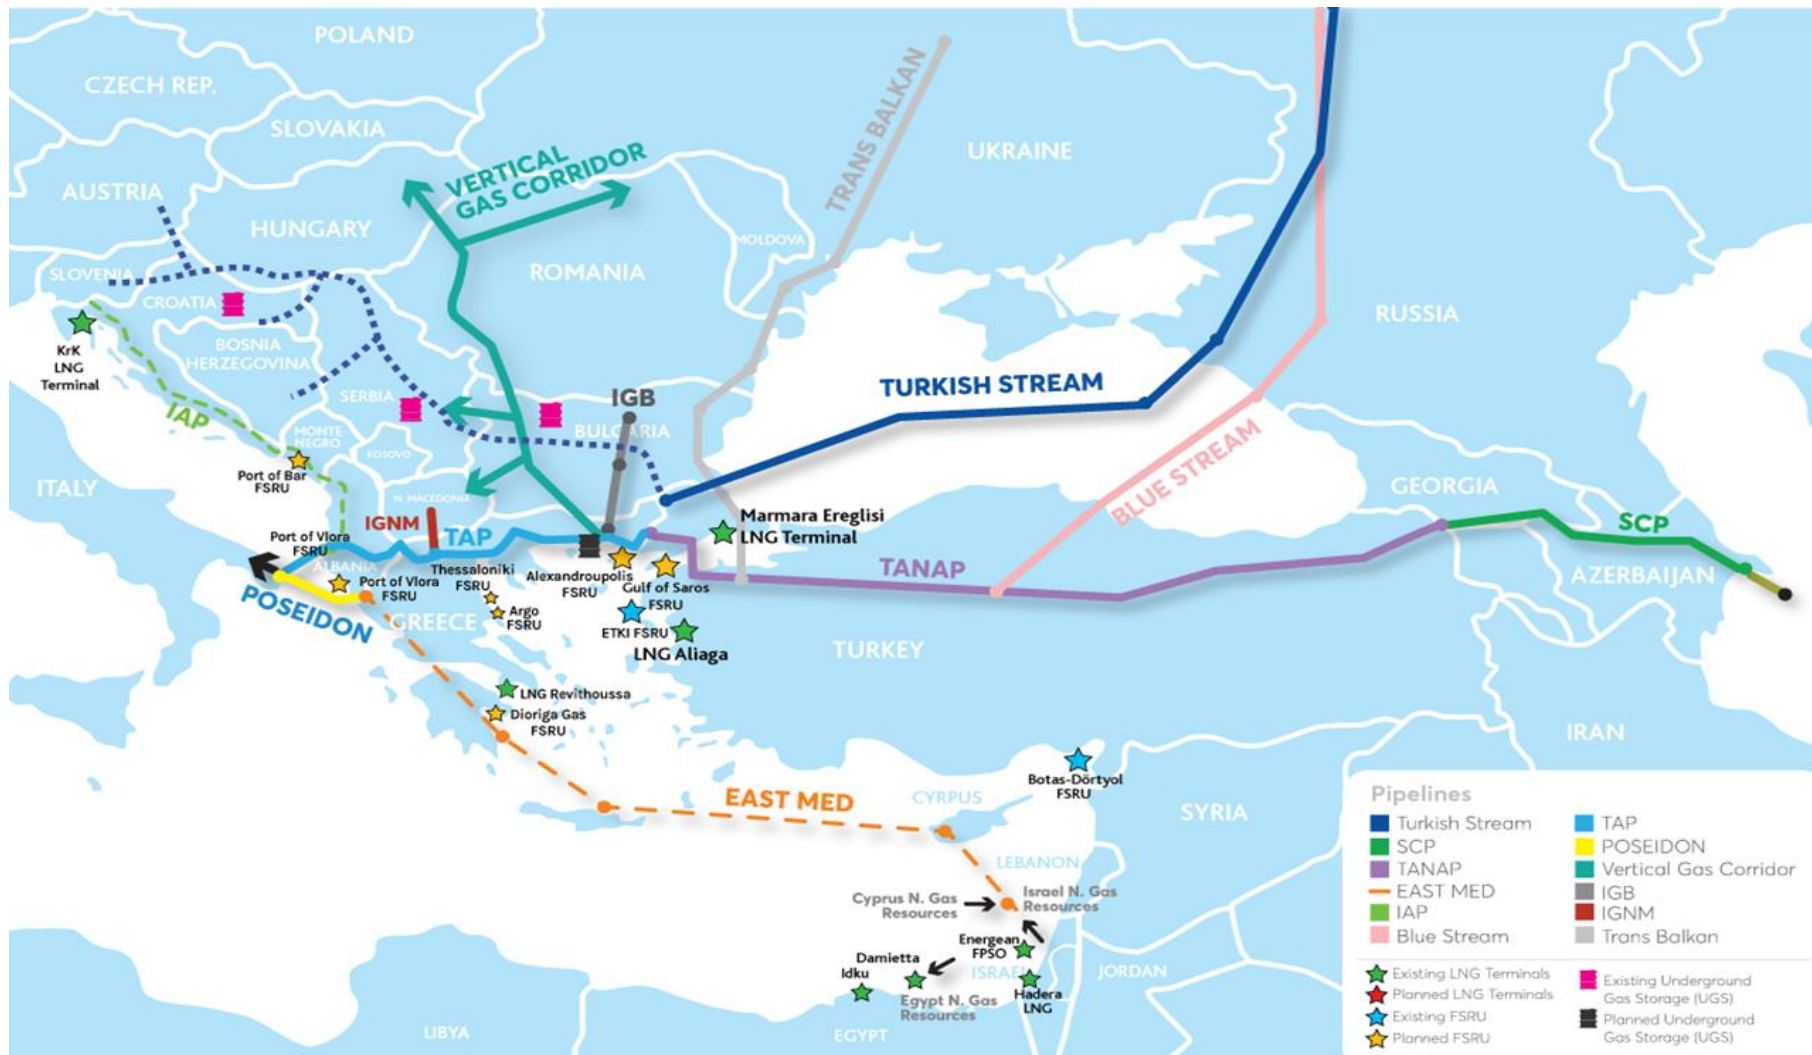 POLAND
CZECH REP.
SLOVAKIA
AUSTRIA
VERTICAL
GAS CORRIDOR
TRANS BALKAN
UKRAINE
HUNGARY
MOLDOVA
SLOVENIA
ROMANIA
CROATIA
RUSSIA
KrK
LNG
Terminal
BOSNIA
HERZEGOVINA
TURKISH STREAM
SERBIA
IGB
IAP
BULGARIA
MONTE-
NEGRO
KOSOVO
BLUE STREAM
ITALY
Port of Bar
FSRU
N. MACEDONIA
GEORGIA
IGNM
TAP
Marmara Ereglisi
LNG Terminal
SCP
Port of Vlora
FSRU
ALBANIA
Thessaloniki
FSRU
Alexandroupolis
FSRU
Gulf of Saros
FSRU
TANAP
AZERBAIJAN
Port of Vlora
FSRU
POSEIDON
GREECE
Argo
FSRU
ETKI FSRU
LNG Aliaga
TURKEY
LNG Revithoussa
Dioriga Gas
FSRU
IRAN
EAST MED
CYRPUS
Botas-Dörtyol
FSRU
SYRIA
LEBANON
Cyprus N. Gas
Resources
Israel N. Gas
Resources
Energean
FPSO
Damietta
Idku
ISRAEL
JORDAN
Egypt N. Gas
Resources
Hadera
LNG
LIBYA
EGYPT
Pipelines
Turkish Stream
SCP
TANAP
EAST MED
IAP
Blue Stream
TAP
POSEIDON
Vertical Gas Corridor
IGB
IGNM
Trans Balkan
Existing LNG Terminals
Planned LNG Terminals
Existing FSRU
Planned FSRU
Existing Underground
Gas Storage (UGS)
Planned Underground
Gas Storage (UGS)